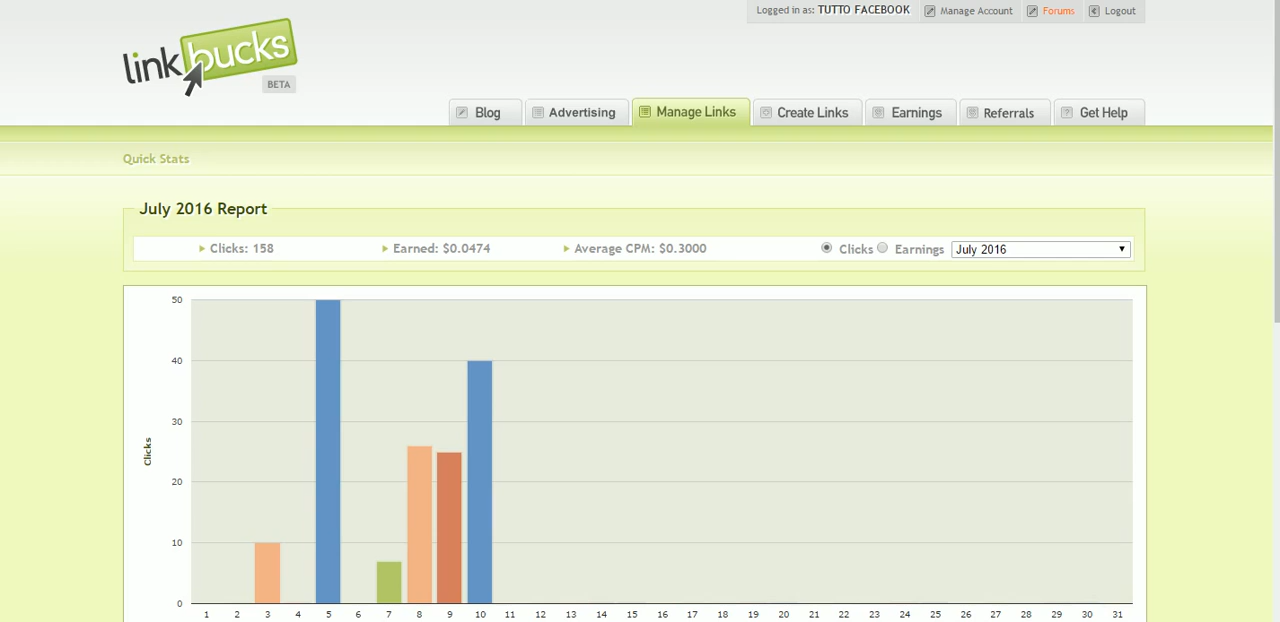 Logged in as: TUTTO FACEBOOK Manage Account Forums Logout
linkbucks
BETA
Blog Advertising Manage Links Create Links Earnings Referrals Get Help
Quick Stats
July 2016 Report
Clicks: 158 Earned: $0.0474 Average CPM: $0.3000 Clicks Earnings July 2016
50
40
30
Clicks
20
10
0
1 2 3 4 5 6 7 8 9 10 11 12 13 14 15 16 17 18 19 20 21 22 23 24 25 26 27 28 29 30 31